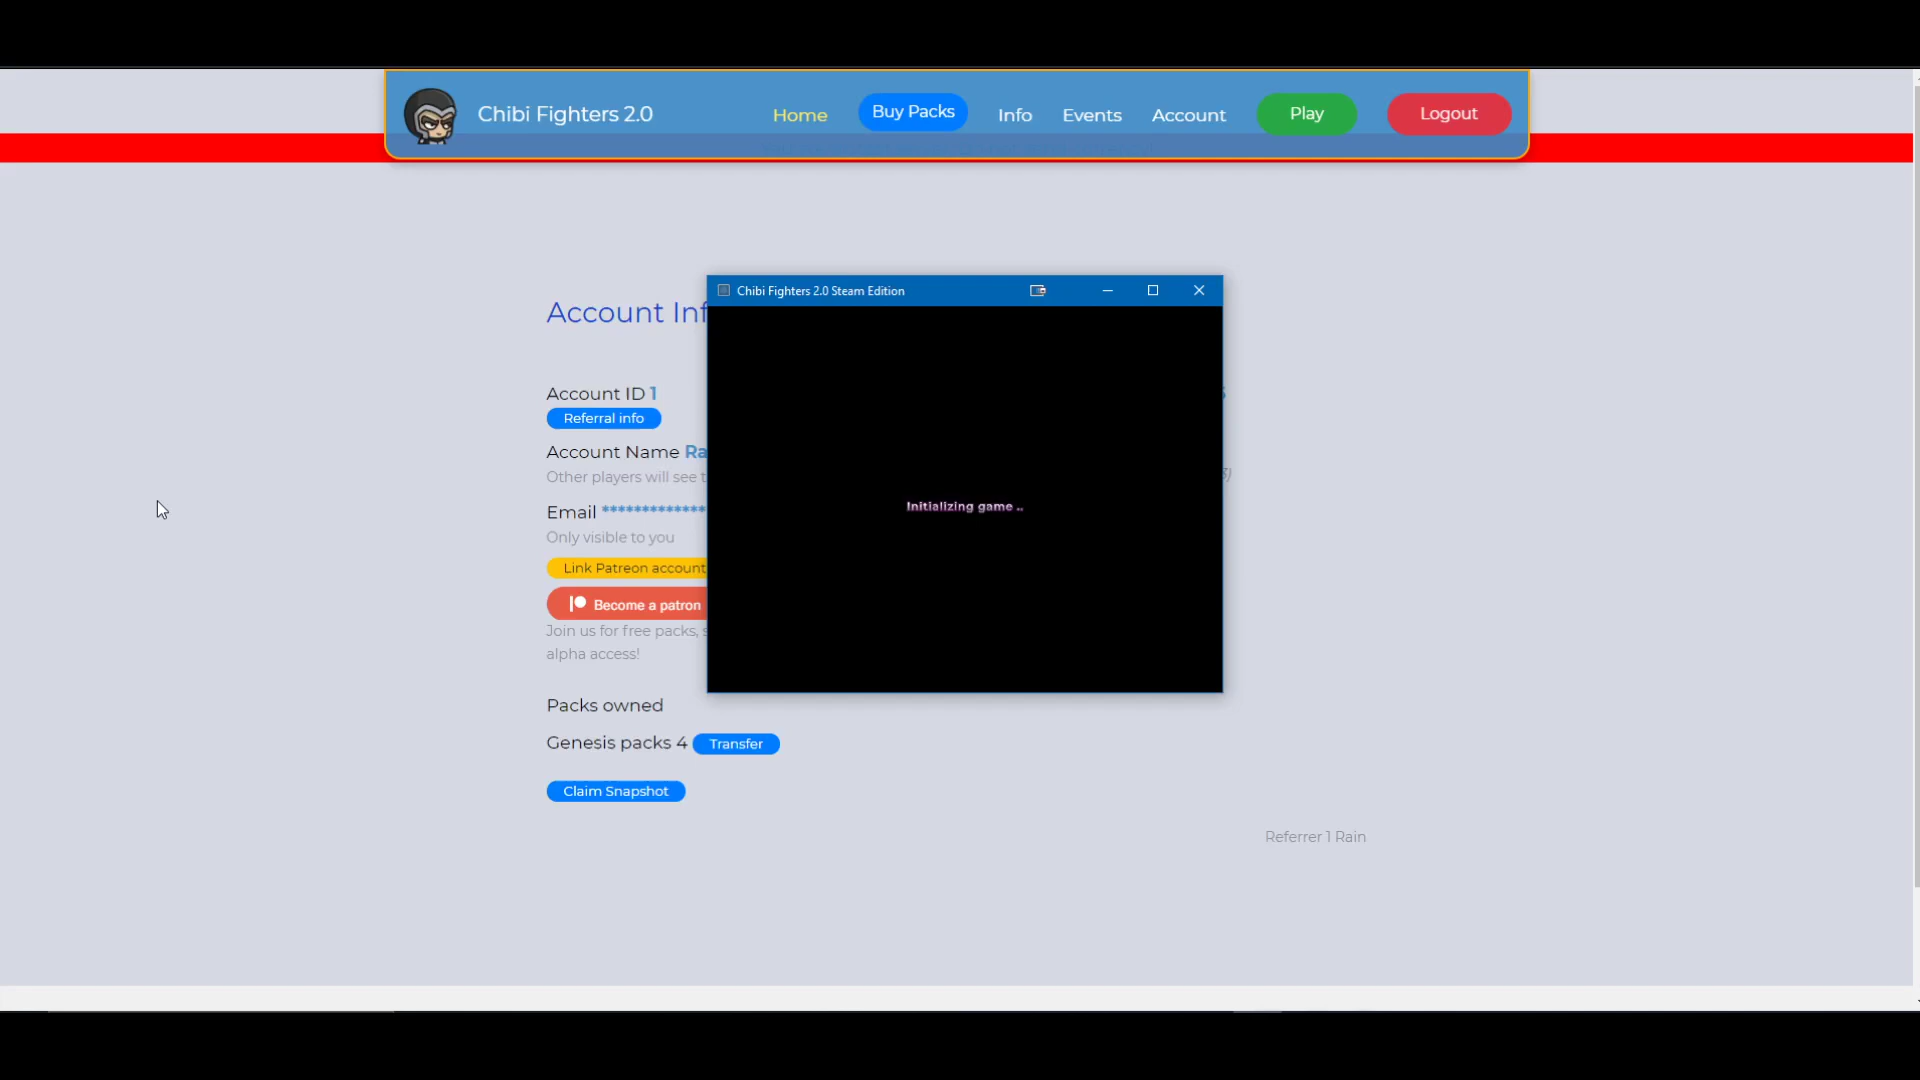 Chibi Fighters 2.0
Home
Buy Packs
Info
Events
Account
Play
Logout
Chibi Fighters 2.0 Steam Edition
Initializing game ..
Account Inf
Account ID 1
Referral info
Account Name Ra
Other players will see
Email *************
Only visible to you
Link Patreon account
Become a patron
Join us for free packs,
alpha access!
Packs owned
Genesis packs 4 Transfer
Claim Snapshot
Referrer 1 Rain